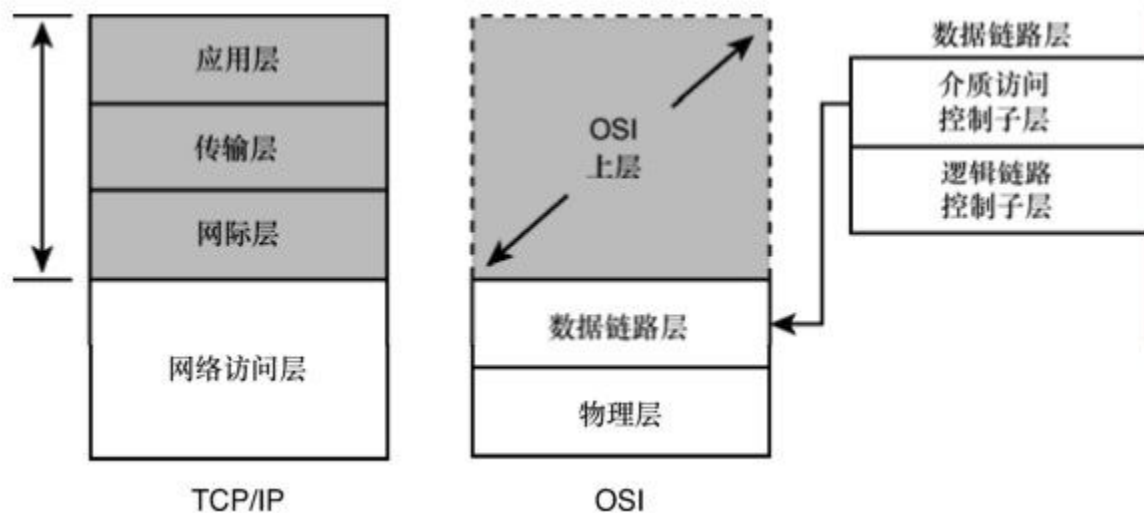 应用层
传输层
网际层
网络访问层
TCP/IP
OSI
上层
数据链路层
物理层
OSI
数据链路层
介质访问
控制子层
逻辑链路
控制子层